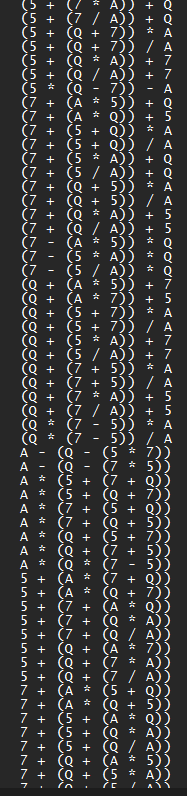 (5 + (7 * A)) + Q
(5 + (7 / A)) + Q
(5 + (Q + 7)) * A
(5 + (Q + 7)) / A
(5 + (Q * A)) + 7
(5 + (Q / A)) + 7
(5 * (Q - 7)) - A
(7 + (A * 5)) + Q
(7 + (A * Q)) + 5
(7 + (5 + Q)) * A
(7 + (5 + Q)) / A
(7 + (5 * A)) + Q
(7 + (5 / A)) + Q
(7 + (Q + 5)) * A
(7 + (Q + 5)) / A
(7 + (Q * A)) + 5
(7 + (Q / A)) + 5
(7 - (A * 5)) * Q
(7 - (5 * A)) * Q
(7 - (5 / A)) * Q
(Q + (A * 5)) + 7
(Q + (A * 7)) + 5
(Q + (5 + 7)) * A
(Q + (5 + 7)) / A
(Q + (5 * A)) + 7
(Q + (5 / A)) + 7
(Q + (7 + 5)) * A
(Q + (7 + 5)) / A
(Q + (7 * A)) + 5
(Q + (7 / A)) + 5
(Q * (7 - 5)) * A
(Q * (7 - 5)) / A
A - (Q - (5 * 7))
A - (Q - (7 * 5))
A * (5 + (7 + Q))
A * (5 + (Q + 7))
A * (7 + (5 + Q))
A * (7 + (Q + 5))
A * (Q + (5 + 7))
A * (Q + (7 + 5))
A * (Q * (7 - 5))
5 + (A * (7 + Q))
5 + (A * (Q + 7))
5 + (7 + (A * Q))
5 + (7 + (Q * A))
5 + (7 + (Q / A))
5 + (Q + (A * 7))
5 + (Q + (7 * A))
5 + (Q + (7 / A))
7 + (A * (5 + Q))
7 + (A * (Q + 5))
7 + (5 + (A * Q))
7 + (5 + (Q * A))
7 + (5 + (Q / A))
7 + (Q + (A * 5))
7 + (Q + (5 * A))
7 + (Q + (5 / A))